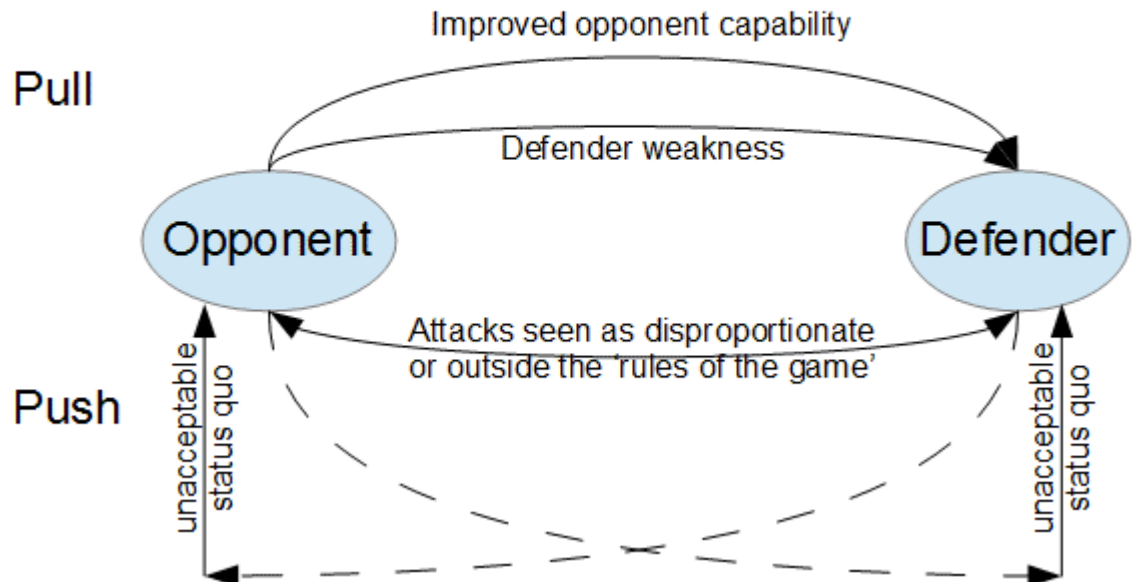 Improved opponent capability
Pull
Defender weakness
Opponent
Defender
Attacks seen as disproportionate
or outside the ‘rules of the game’
Push
unacceptable
status quo
unacceptable
status quo